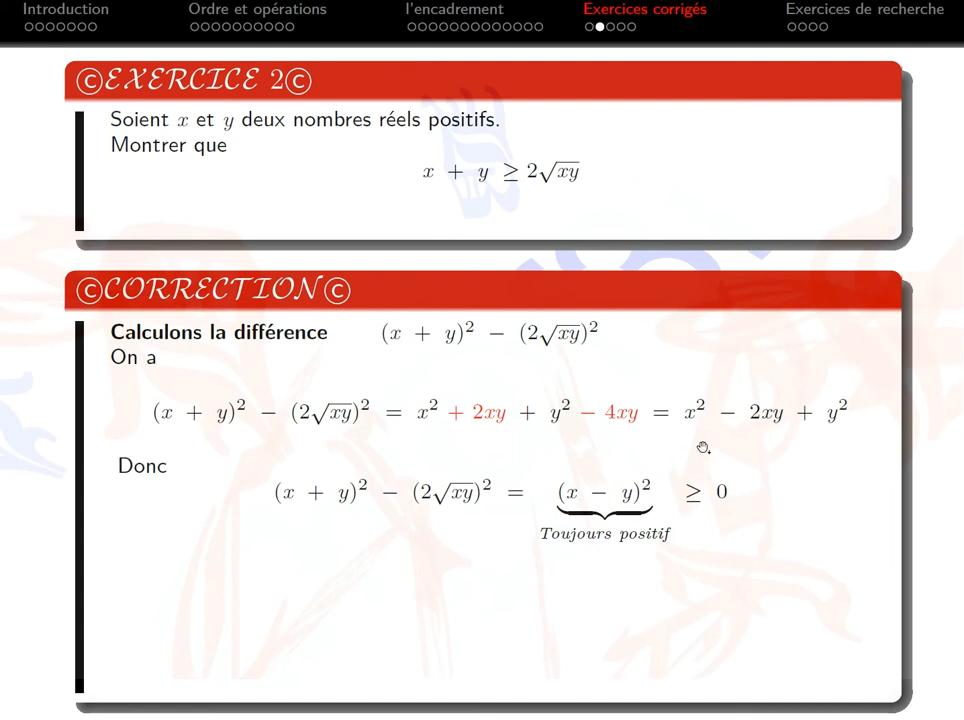 Introduction
Ordre et opérations
l'encadrement
Exercices corrigés
Exercices de recherche
©EXERCICE 2©
Soient x et y deux nombres réels positifs.
Montrer que
x + y ≥ 2√xy
©CORRECTION©
Calculons la différence (x + y)² − (2√xy)²
On a
(x + y)² − (2√xy)² = x² + 2xy + y² − 4xy = x² − 2xy + y²
Donc
(x + y)² − (2√xy)² = (x − y)² ≥ 0
Toujours positif